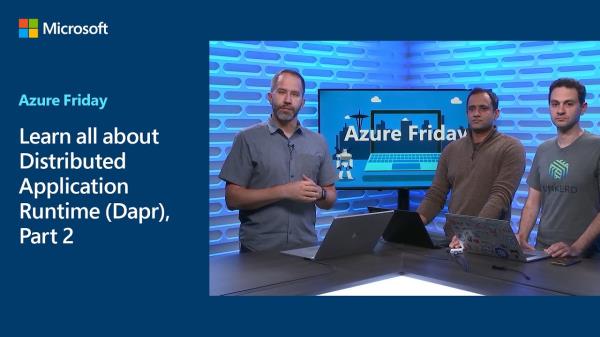 Microsoft
Azure Friday
Learn all about
Distributed
Application
Runtime (Dapr),
Part 2
Azure Friday